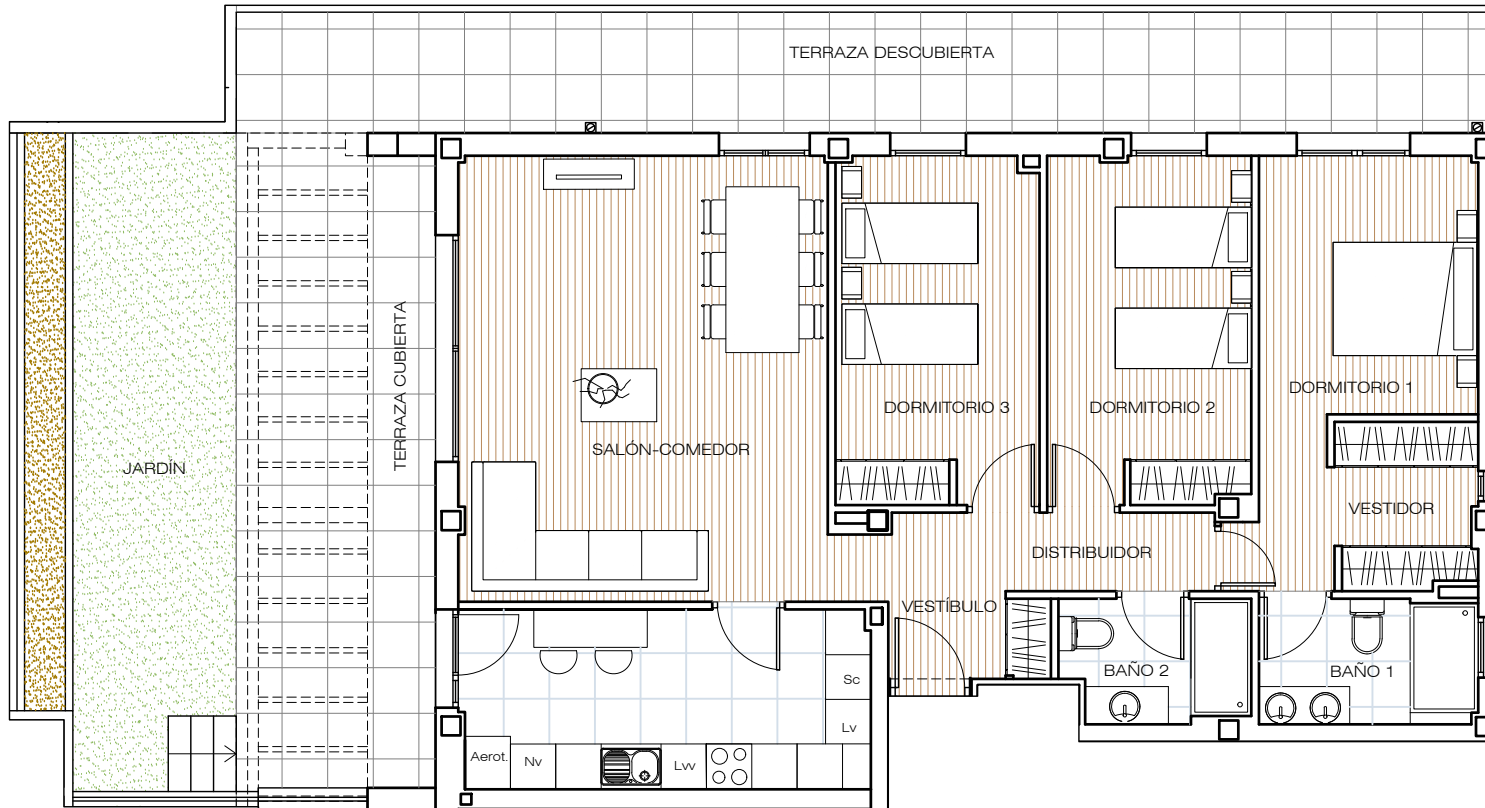 TERRAZA DESCUBIERTA
TERRAZA CUBIERTA
JARDÍN
SALÓN-COMEDOR
DORMITORIO 3
DORMITORIO 2
DORMITORIO 1
VESTIDOR
DISTRIBUIDOR
VESTÍBULO
BAÑO 2
BAÑO 1
Sc
Lv
Aerot.
Nv
Lvv